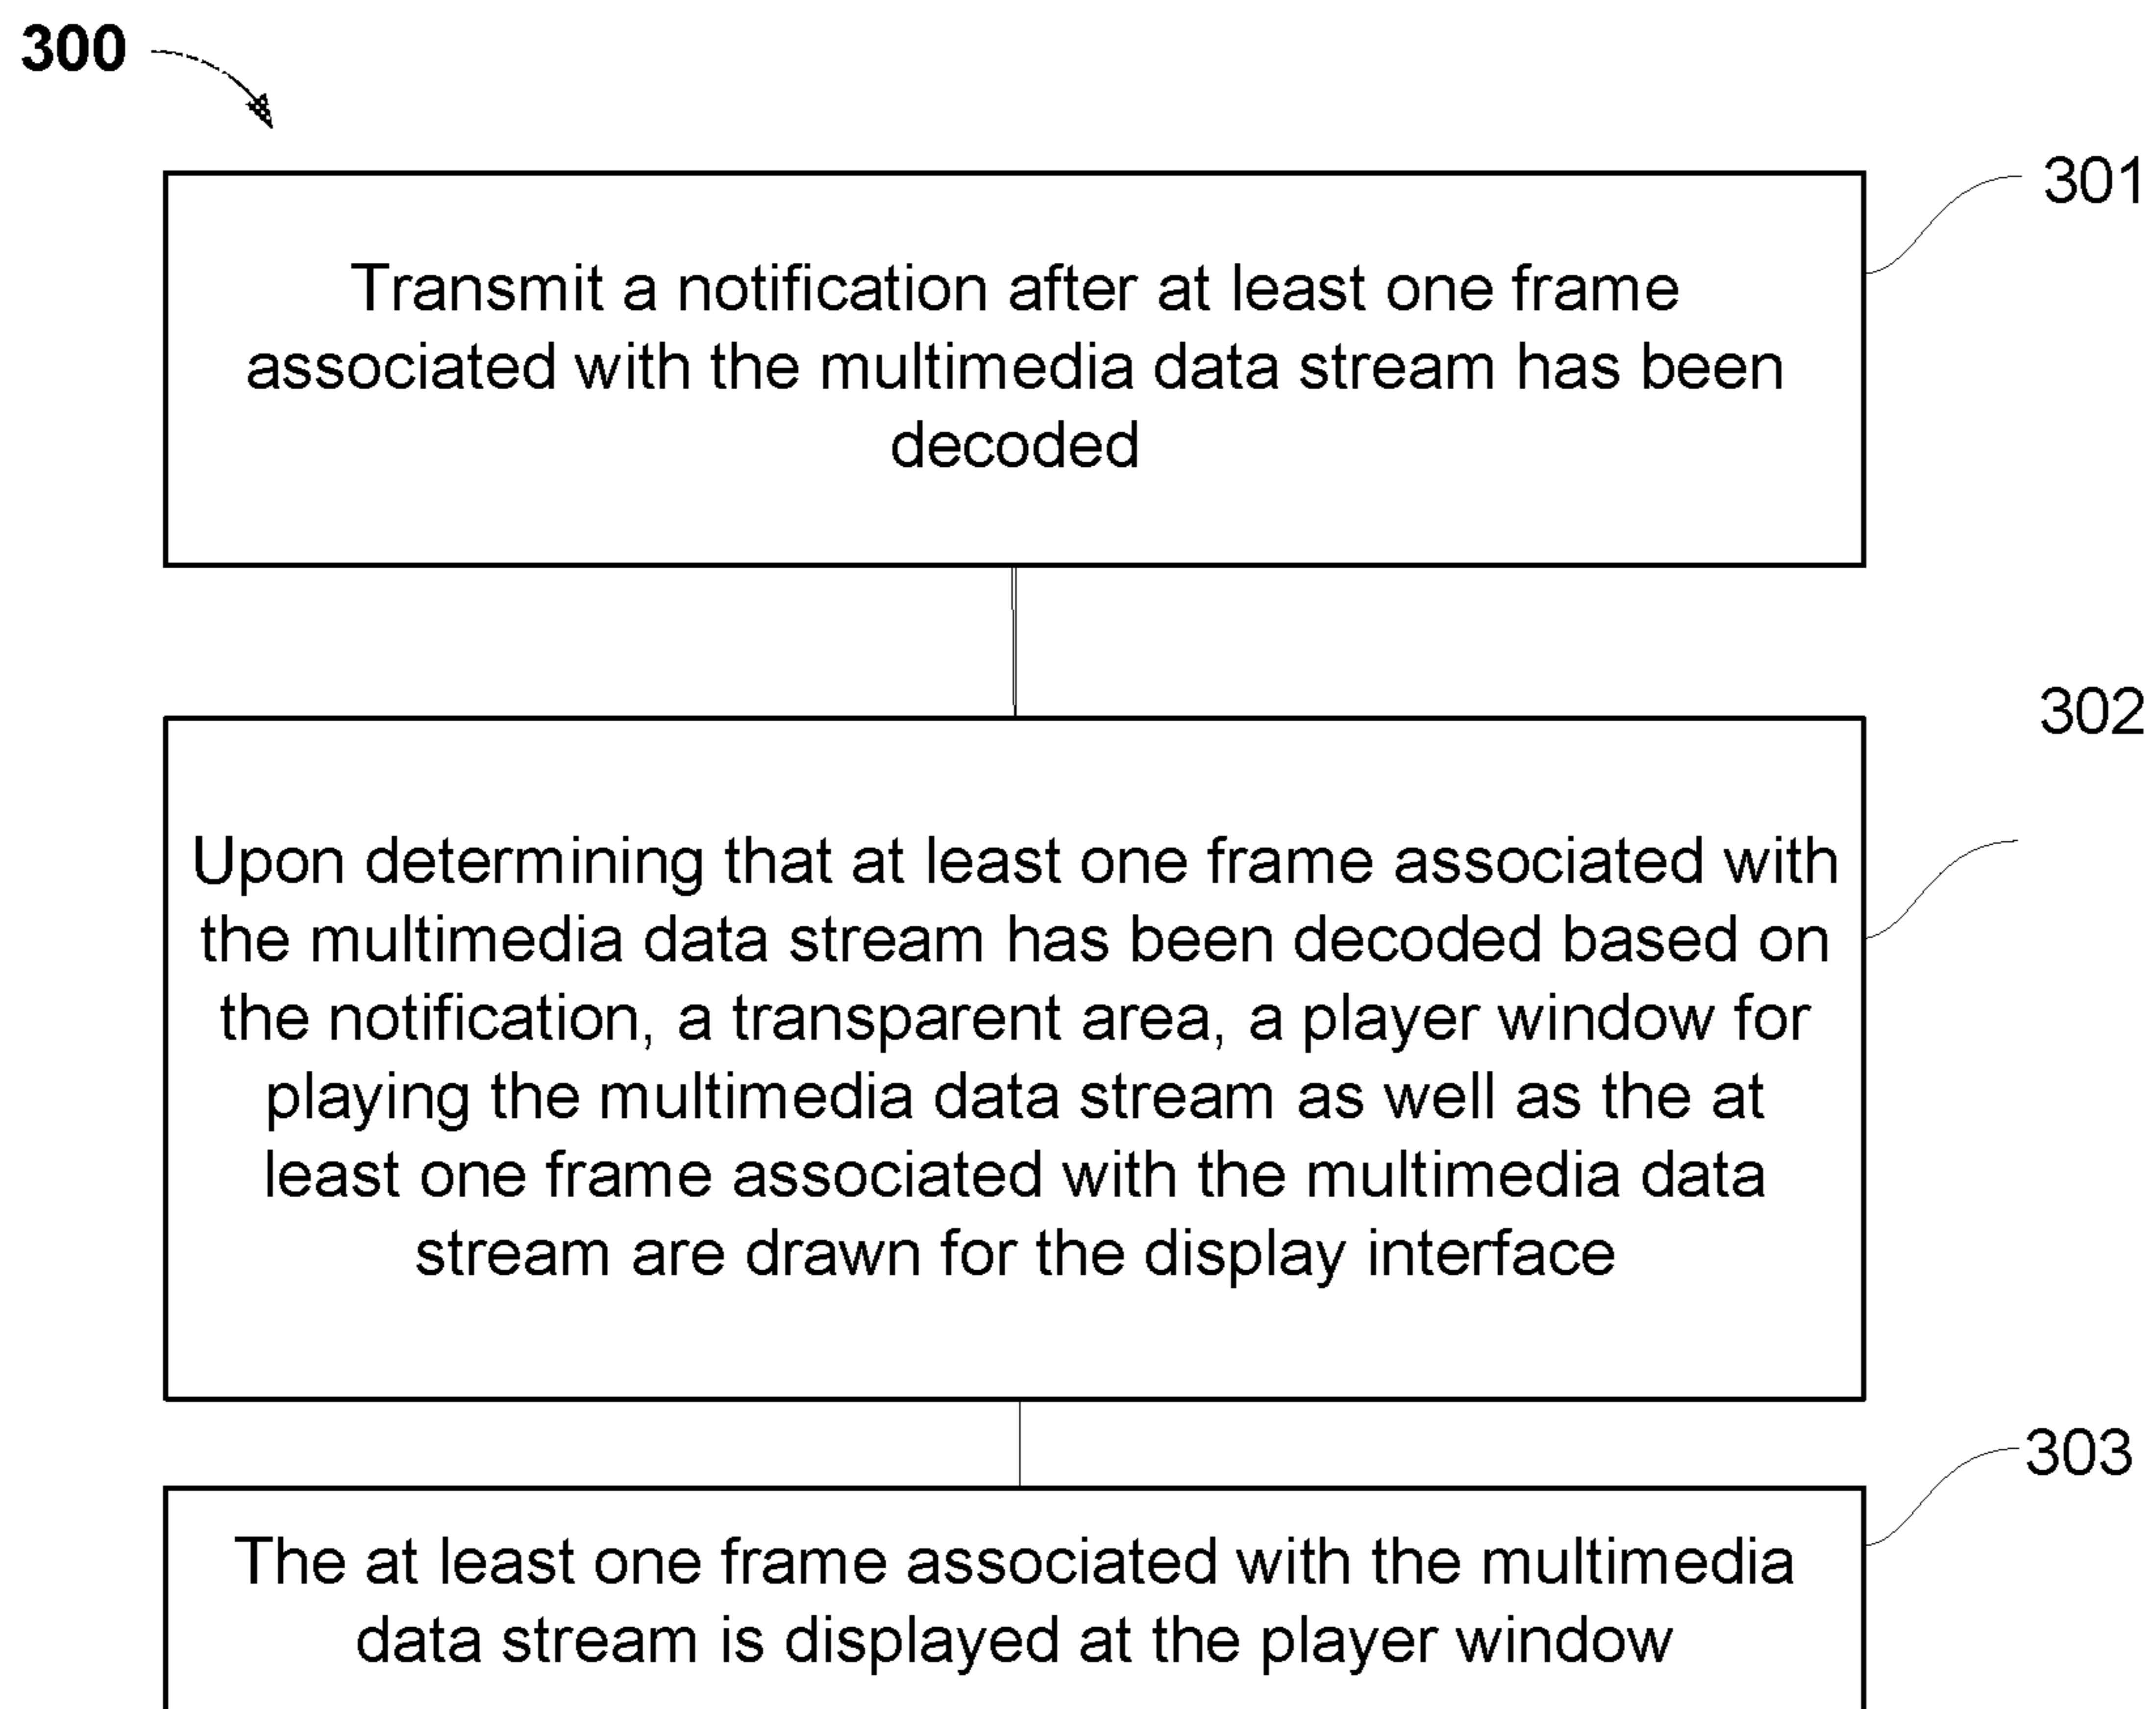 300
301
Transmit a notification after at least one frame
associated with the multimedia data stream has been
decoded
302
Upon determining that at least one frame associated with
the multimedia data stream has been decoded based on
the notification, a transparent area, a player window for
playing the multimedia data stream as well as the at
least one frame associated with the multimedia data
stream are drawn for the display interface
303
The at least one frame associated with the multimedia
data stream is displayed at the player window